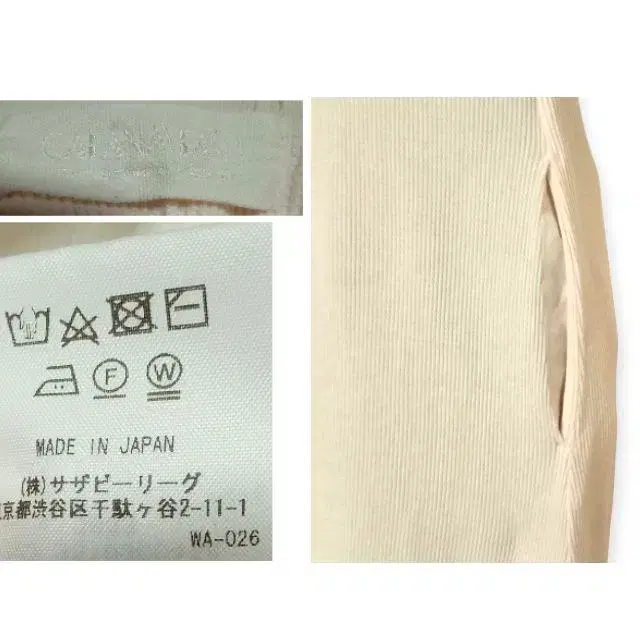 F
W
MADE IN JAPAN
(株)サザビーリーグ
京都渋谷区千駄ヶ谷2-11-1
WA-026